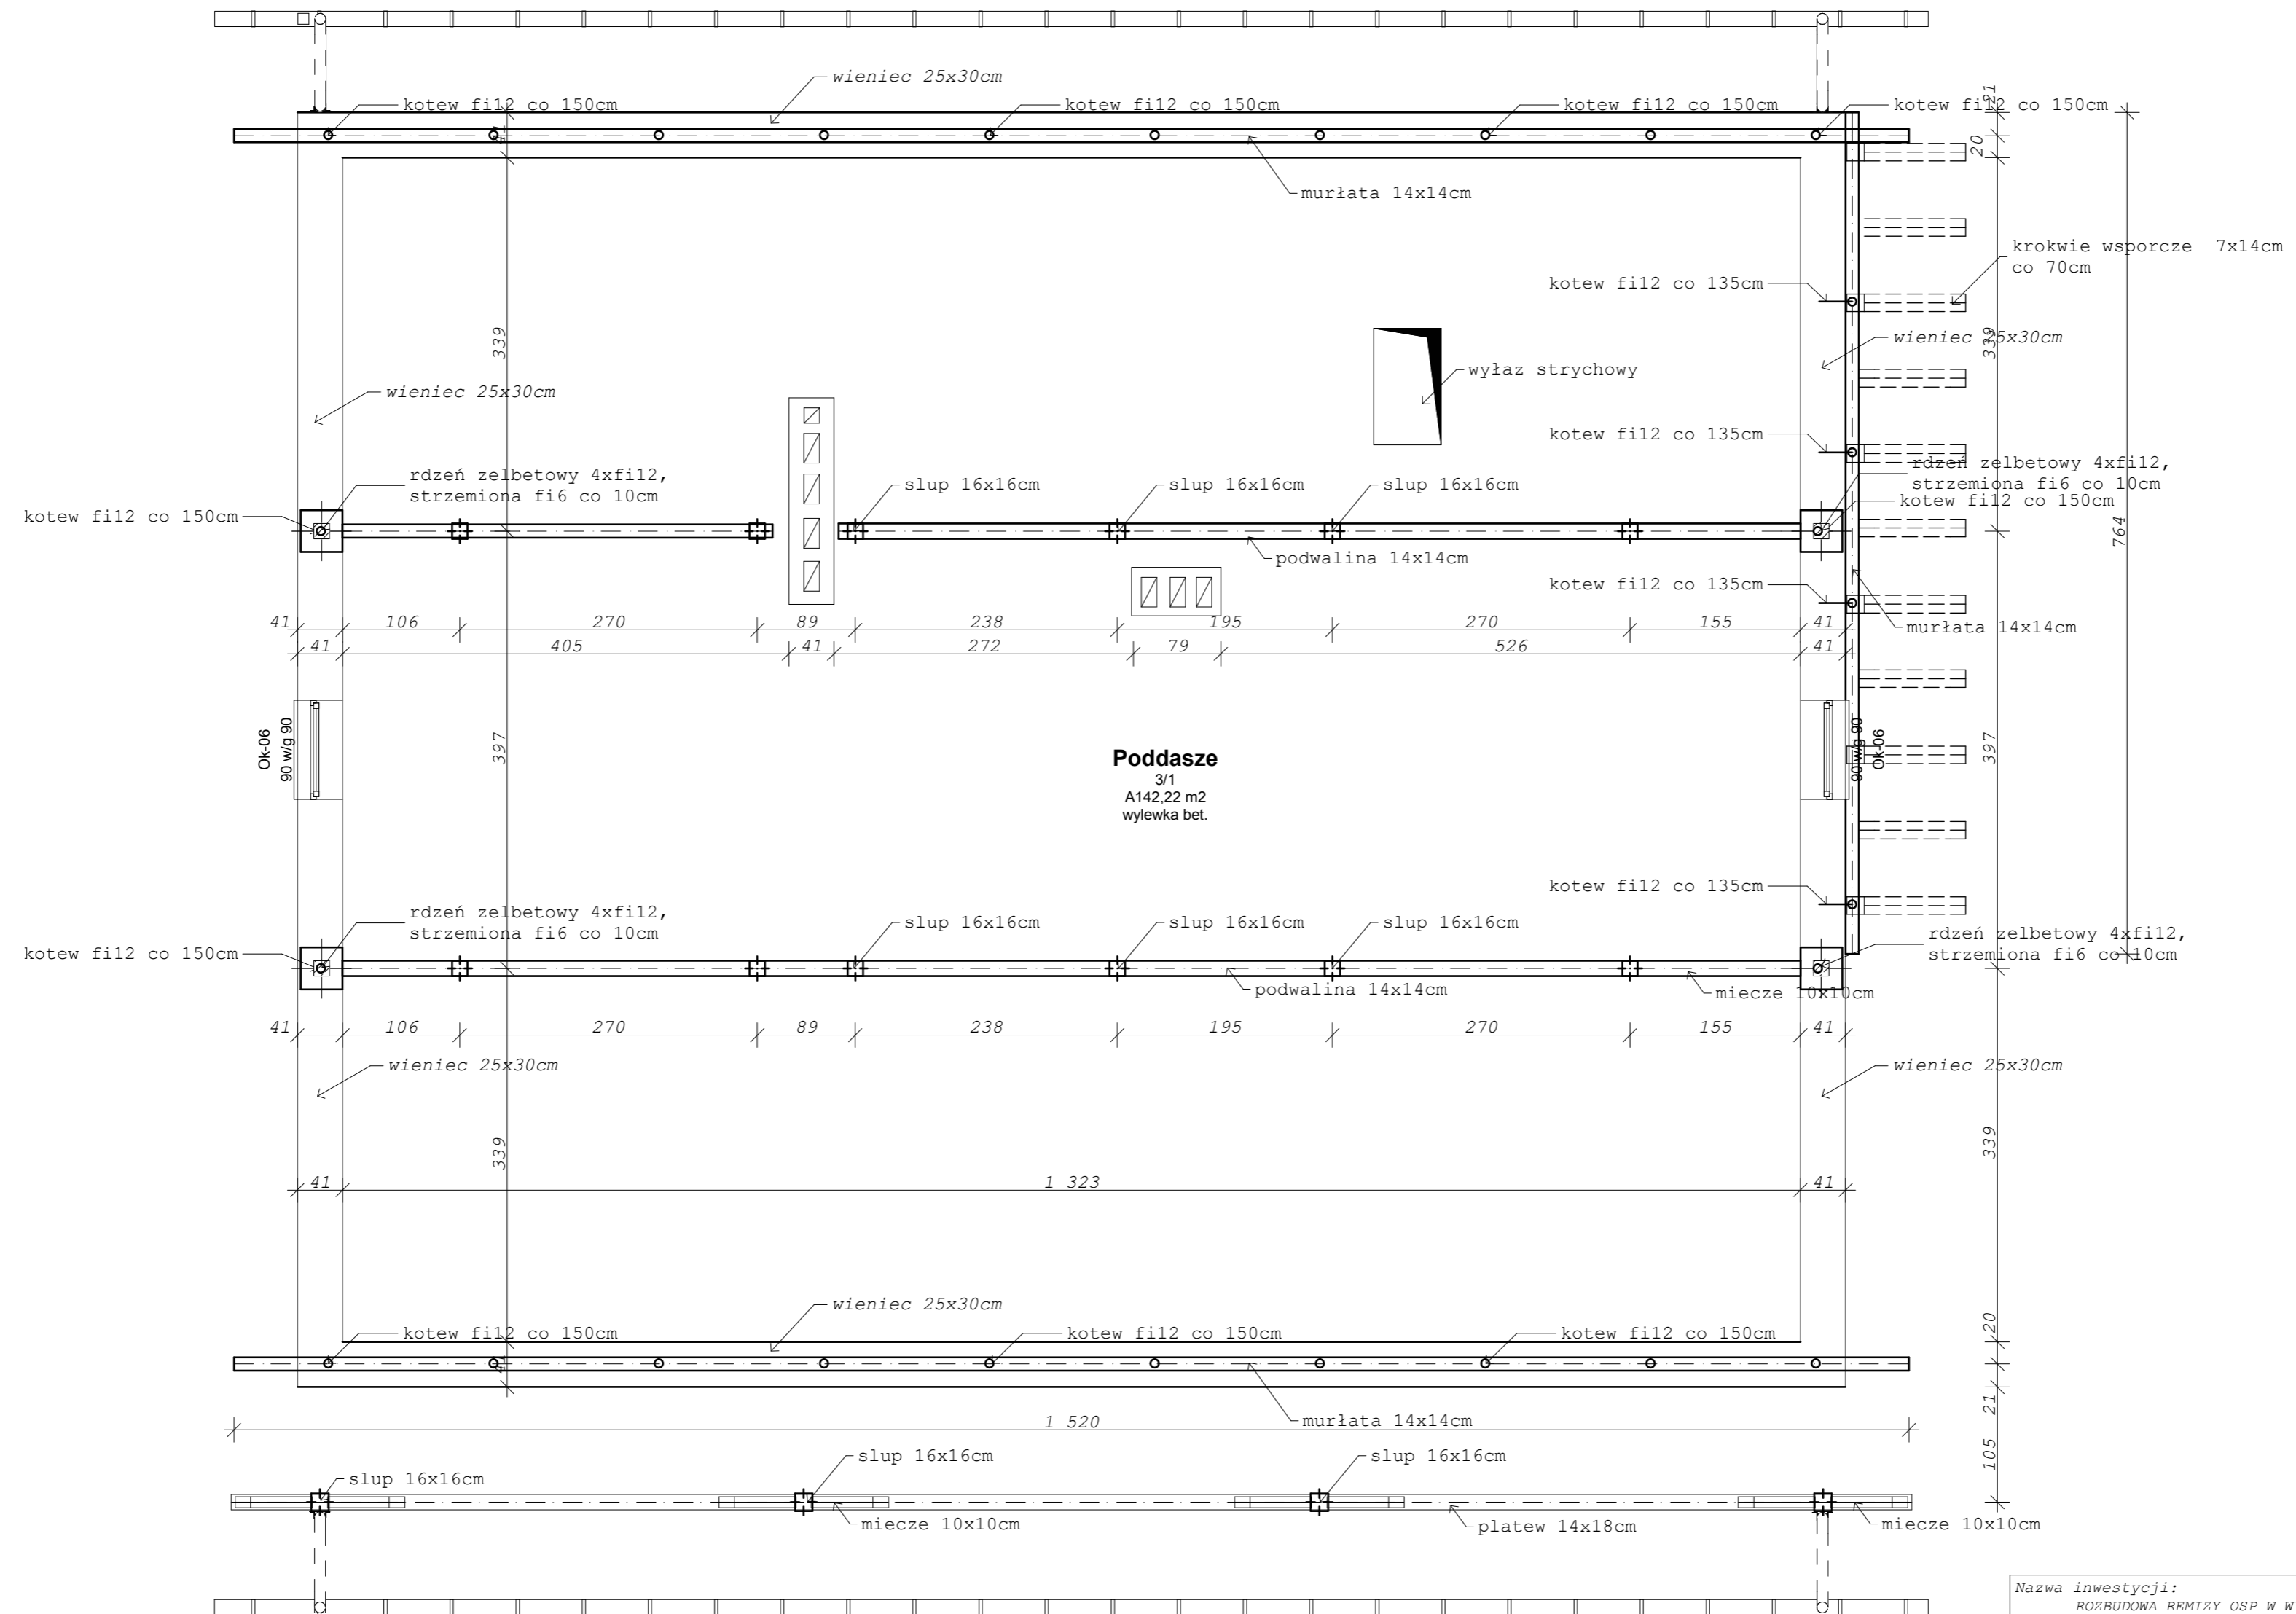 wieniec 25x30cm
kotew fi12 co 150cm
kotew fi12 co 150cm
kotew fi12 co 150cm
kotew fi12 co 150cm
21
41
20
murłata 14x14cm
krokwie wsporcze 7x14cm
co 70cm
kotew fi12 co 135cm
339
339
wieniec 25x30cm
wyłaz strychowy
wieniec 25x30cm
kotew fi12 co 135cm
rdzeń zelbetowy 4xfi12,
strzemiona fi6 co 10cm
slup 16x16cm
slup 16x16cm
slup 16x16cm
rdzeń zelbetowy 4xfi12,
strzemiona fi6 co 10cm
kotew fi12 co 150cm
kotew fi12 co 150cm
764
podwalina 14x14cm
kotew fi12 co 135cm
41 106 270 89 238 195 270 155 41
murłata 14x14cm
41 405 41 272 79 526 41
Ok-06
90 w/g 90
397
Poddasze
3/1
A142,22 m2
wylewka bet.
90 w/g 90
Ok-06
397
kotew fi12 co 135cm
rdzeń zelbetowy 4xfi12,
strzemiona fi6 co 10cm
slup 16x16cm
slup 16x16cm
slup 16x16cm
rdzeń zelbetowy 4xfi12,
strzemiona fi6 co 10cm
kotew fi12 co 150cm
podwalina 14x14cm
miecze 10x10cm
41 106 270 89 238 195 270 155 41
wieniec 25x30cm
wieniec 25x30cm
339
339
41 1 323 41
wieniec 25x30cm
20
kotew fi12 co 150cm
kotew fi12 co 150cm
kotew fi12 co 150cm
41
21
1 520
murłata 14x14cm
105
slup 16x16cm
slup 16x16cm
slup 16x16cm
miecze 10x10cm
platew 14x18cm
miecze 10x10cm
Nazwa inwestycji:
ROZBUDOWA REMIZY OSP W